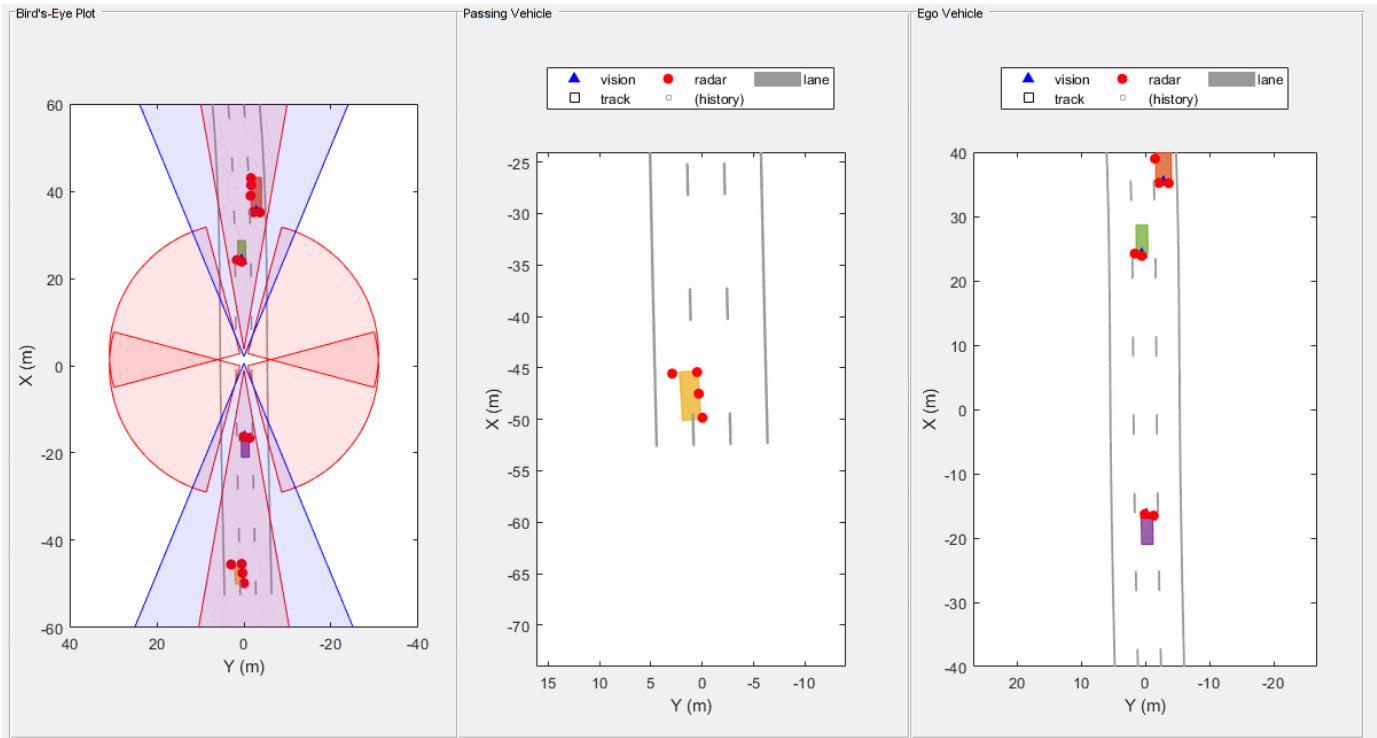 Bird's-Eye Plot
60
40
20
0
-20
-40
-60
X (m)
40 20 0 -20 -40
Y (m)
Passing Vehicle
vision radar lane
track (history)
-25
-30
-35
-40
-45
-50
-55
-60
-65
-70
X (m)
15 10 5 0 -5 -10
Y (m)
Ego Vehicle
vision radar lane
track (history)
40
30
20
10
0
-10
-20
-30
-40
X (m)
20 10 0 -10 -20
Y (m)